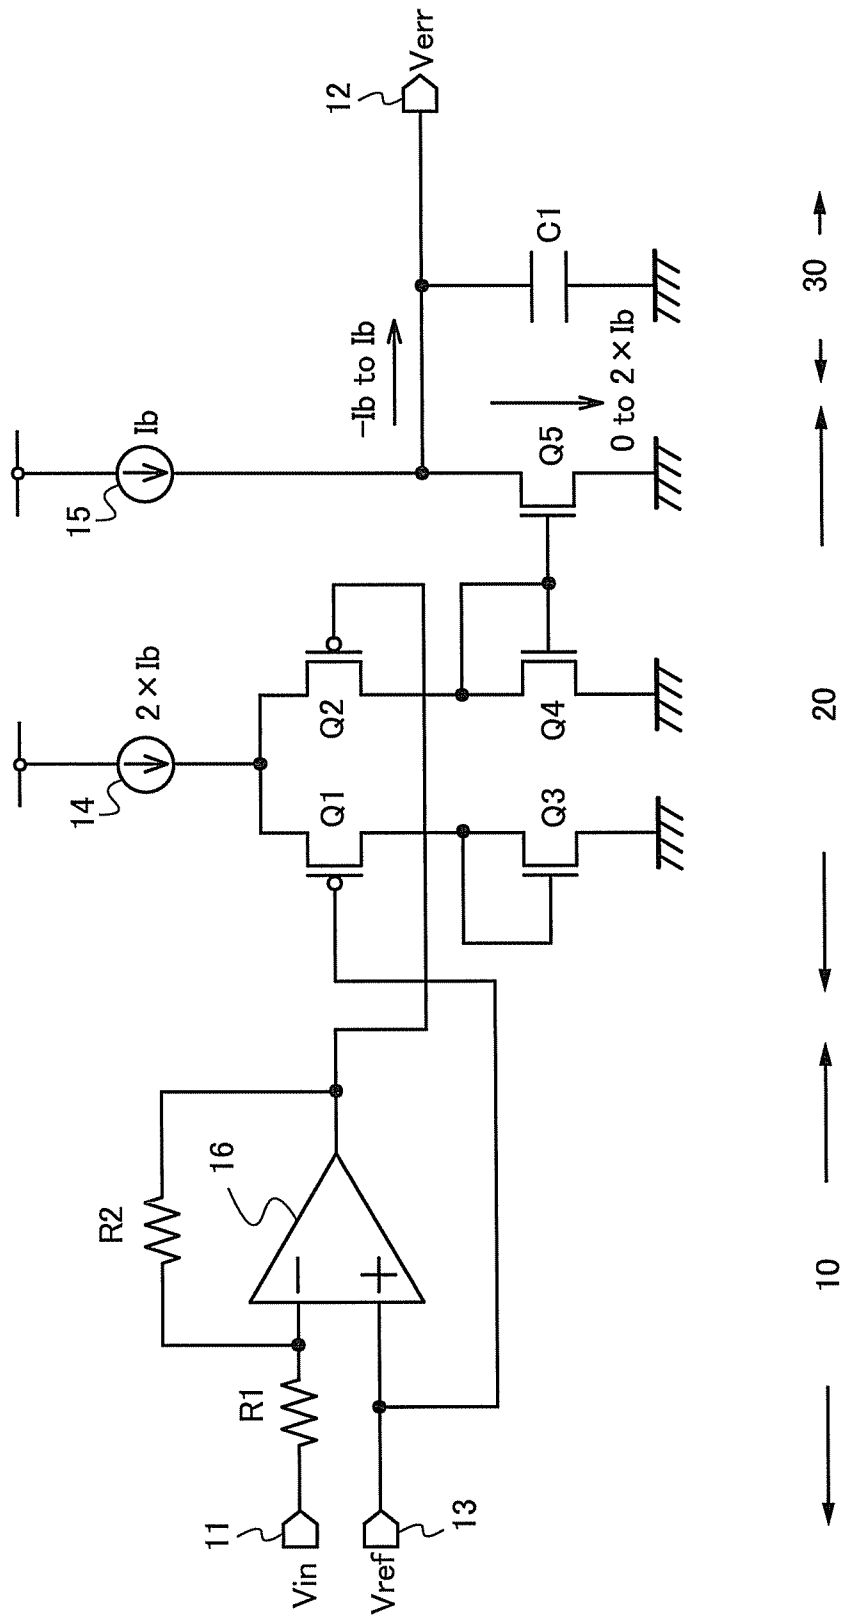 15
Ib
14
2×Ib
12
Verr
-Ib to Ib
C1
Q5
0 to 2×Ib
Q1
Q2
Q3
Q4
R2
16
R1
−
+
11
Vin
13
Vref
10
20
30